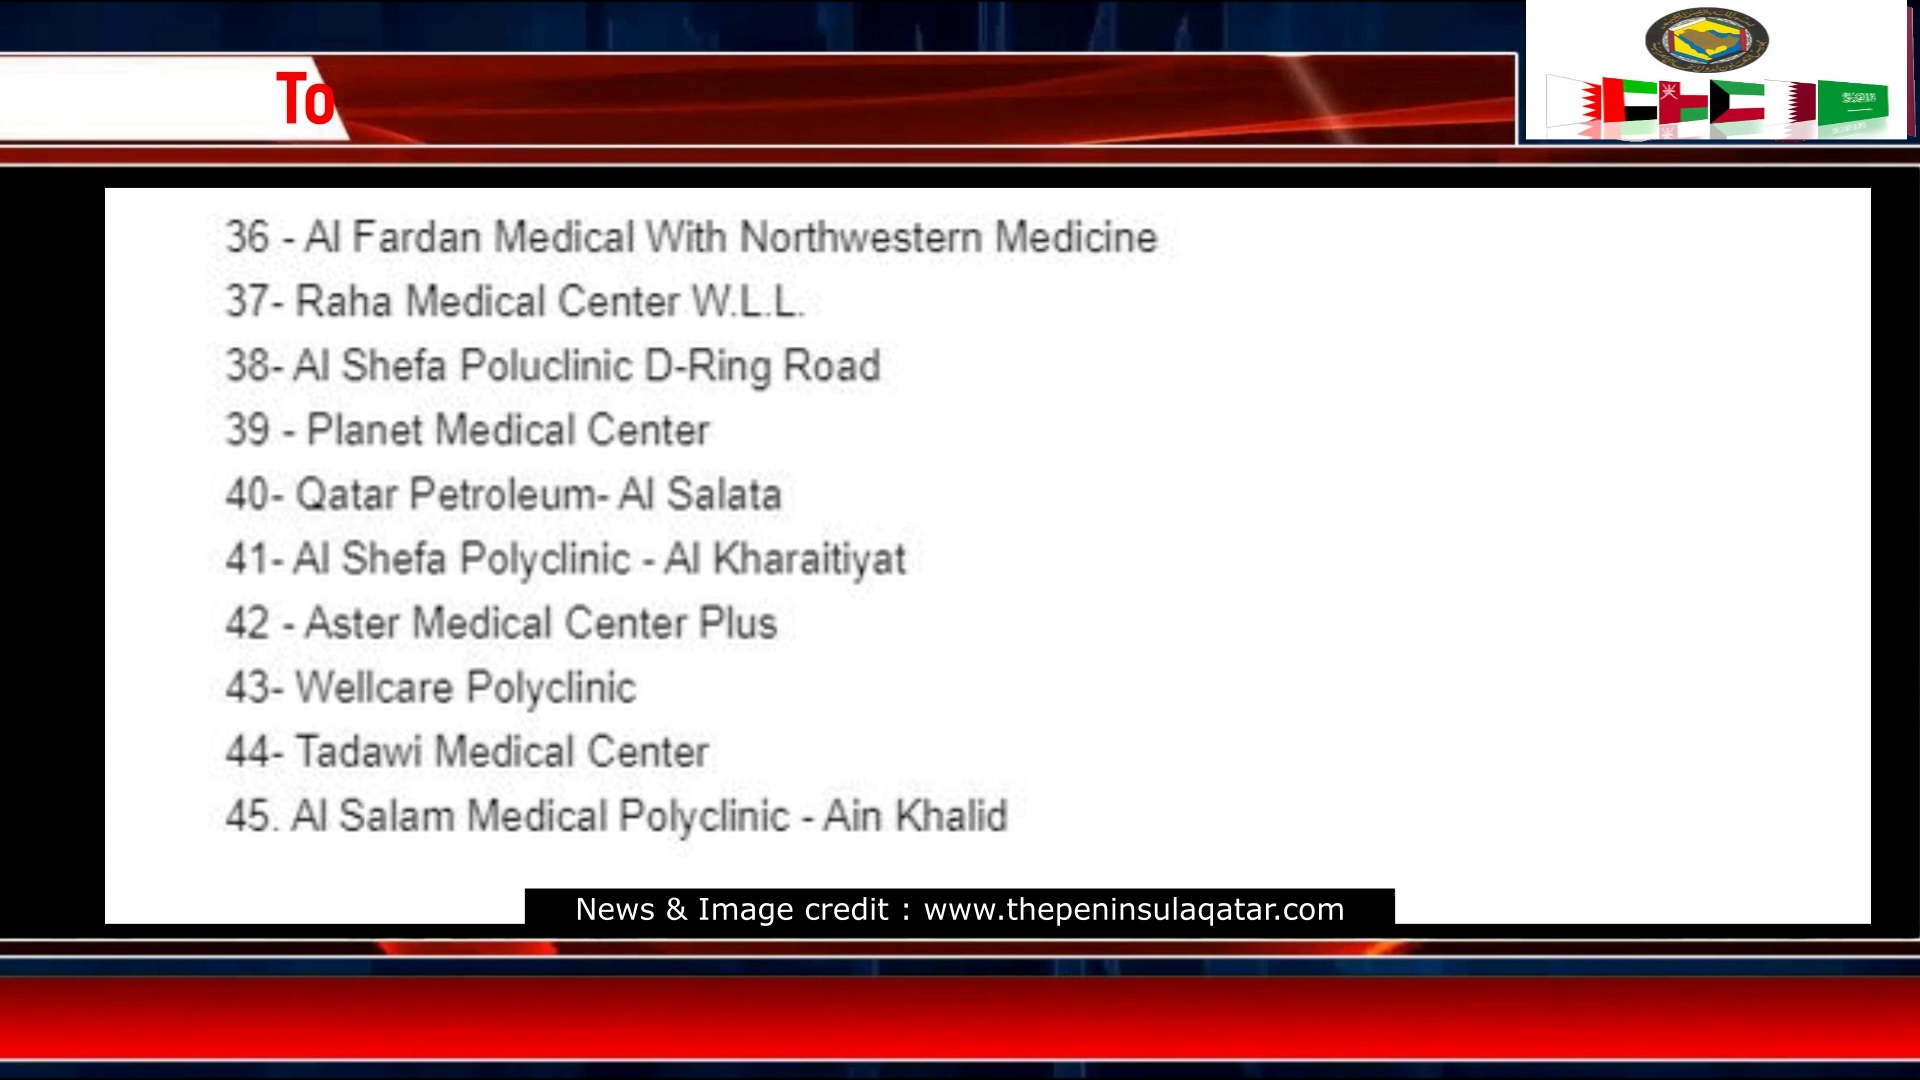 To
36 - Al Fardan Medical With Northwestern Medicine
37- Raha Medical Center W.L.L.
38- Al Shefa Poluclinic D-Ring Road
39 - Planet Medical Center
40- Qatar Petroleum- Al Salata
41- Al Shefa Polyclinic - Al Kharaitiyat
42 - Aster Medical Center Plus
43- Wellcare Polyclinic
44- Tadawi Medical Center
45. Al Salam Medical Polyclinic - Ain Khalid
News & Image credit : www.thepeninsulaqatar.com